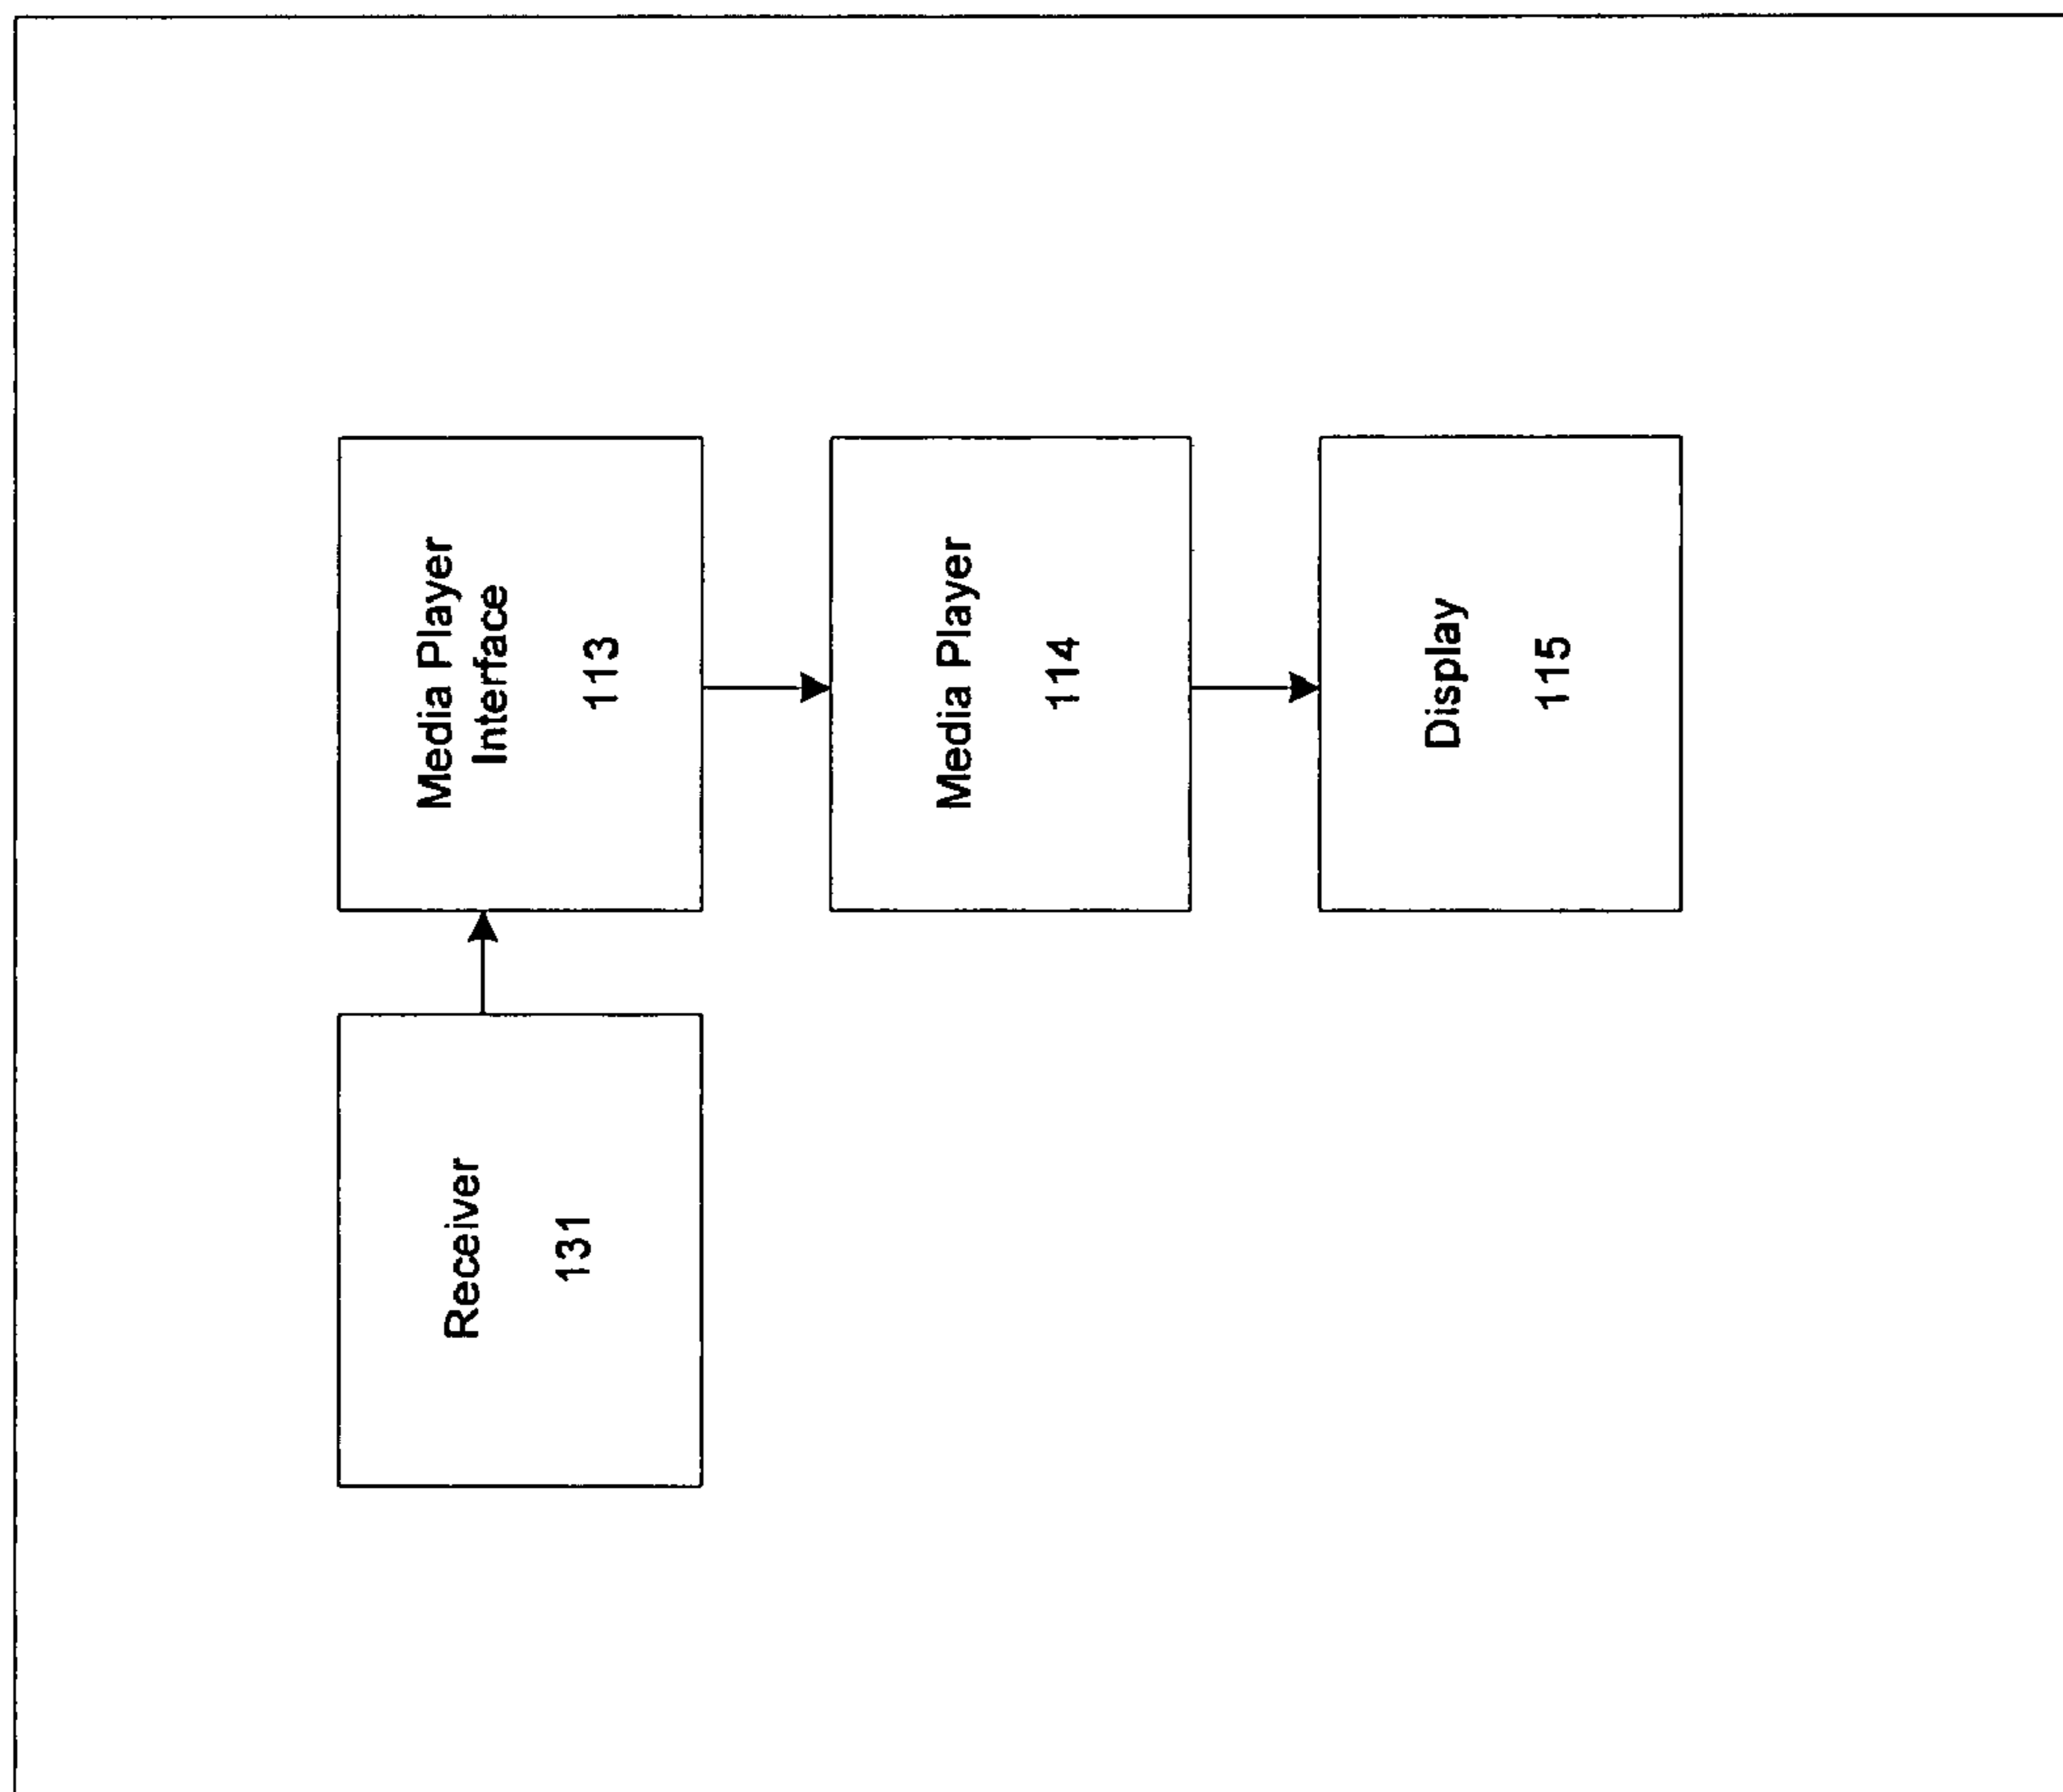 Receiver
131
Media Player
Interface
113
Media Player
114
Display
115